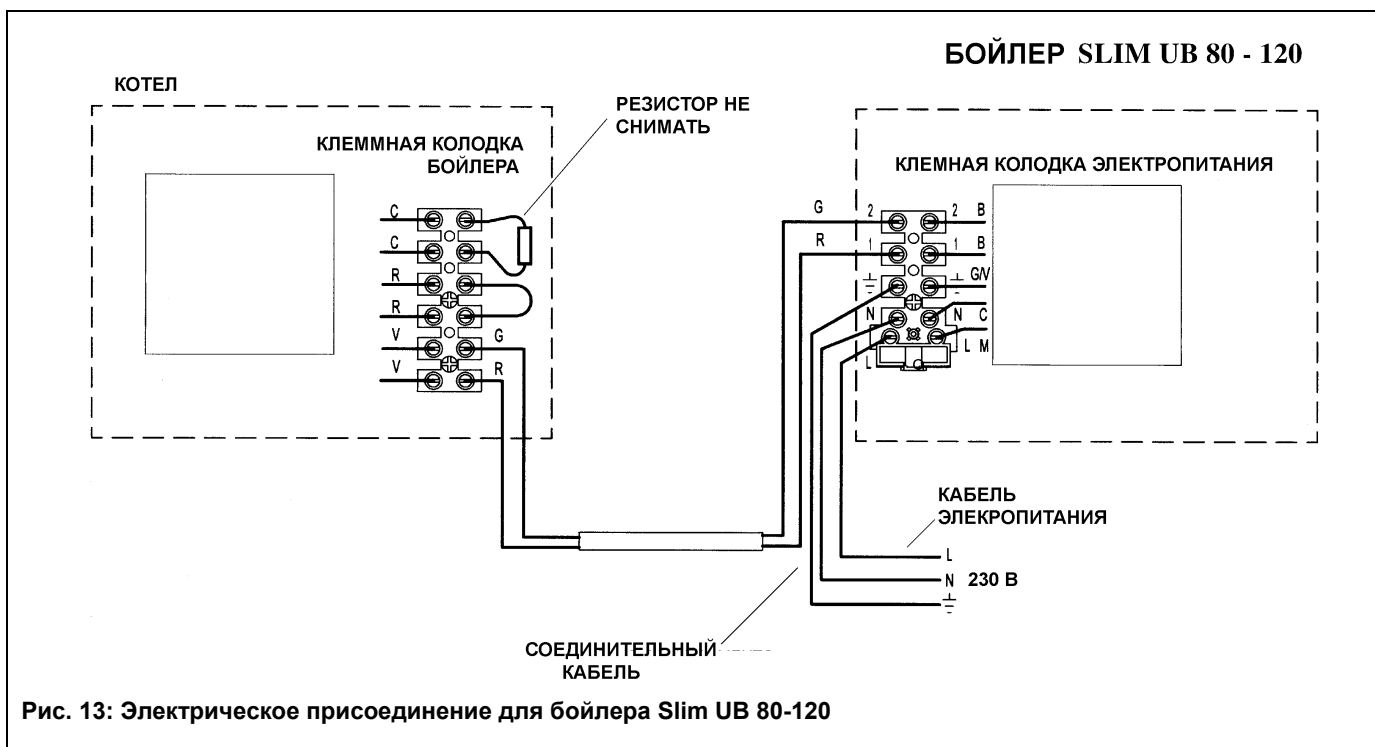 БОЙЛЕР SLIM UB 80 - 120
КОТЕЛ
РЕЗИСТОР НЕ
СНИМАТЬ
КЛЕММНАЯ КОЛОДКА
БОЙЛЕРА
КЛЕМНАЯ КОЛОДКА ЭЛЕКТРОПИТАНИЯ
C
C
R
R
V
V
G
R
G
R
2
1
N
L
2 B
1 B
G/V
N C
L M
КАБЕЛЬ
ЭЛЕКРОПИТАНИЯ
L
N 230 В
СОЕДИНИТЕЛЬНЫЙ
КАБЕЛЬ
Рис. 13: Электрическое присоединение для бойлера Slim UB 80-120